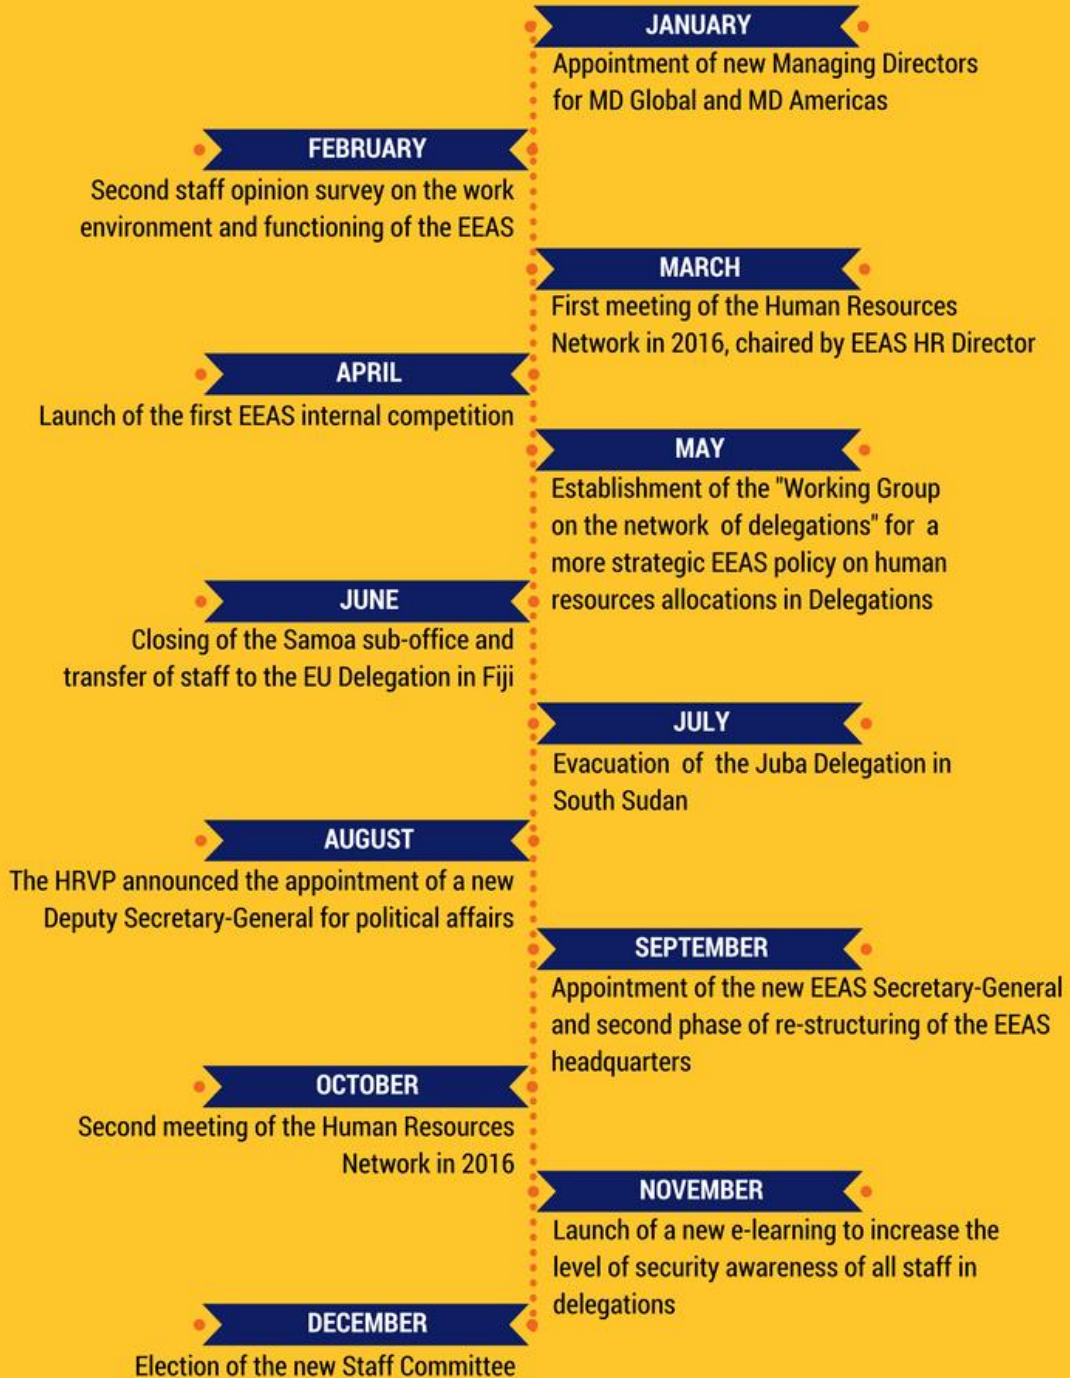 JANUARY
Appointment of new Managing Directors
for MD Global and MD Americas
FEBRUARY
Second staff opinion survey on the work
environment and functioning of the EEAS
MARCH
First meeting of the Human Resources
Network in 2016, chaired by EEAS HR Director
APRIL
Launch of the first EEAS internal competition
MAY
Establishment of the "Working Group
on the network of delegations" for a
more strategic EEAS policy on human
resources allocations in Delegations
JUNE
Closing of the Samoa sub-office and
transfer of staff to the EU Delegation in Fiji
JULY
Evacuation of the Juba Delegation in
South Sudan
AUGUST
The HRVP announced the appointment of a new
Deputy Secretary-General for political affairs
SEPTEMBER
Appointment of the new EEAS Secretary-General
and second phase of re-structuring of the EEAS
headquarters
OCTOBER
Second meeting of the Human Resources
Network in 2016
NOVEMBER
Launch of a new e-learning to increase the
level of security awareness of all staff in
delegations
DECEMBER
Election of the new Staff Committee